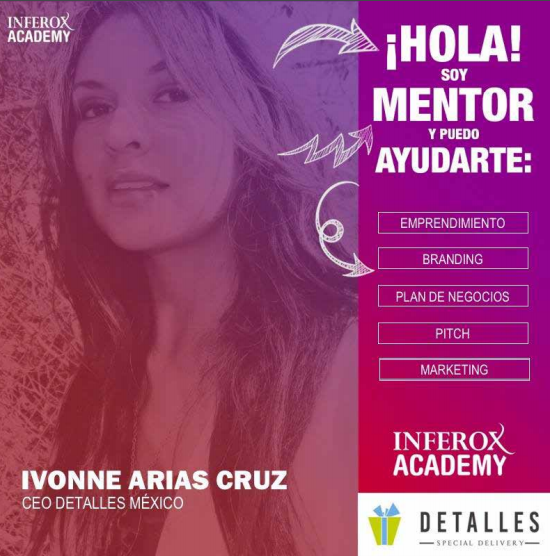 INFEROX
ACADEMY
¡HOLA!
SOY
MENTOR
Y PUEDO
AYUDARTE:
EMPRENDIMIENTO
BRANDING
PLAN DE NEGOCIOS
PITCH
MARKETING
INFEROX
ACADEMY
IVONNE ARIAS CRUZ
CEO DETALLES MÉXICO
DETALLES
SPECIAL DELIVERY